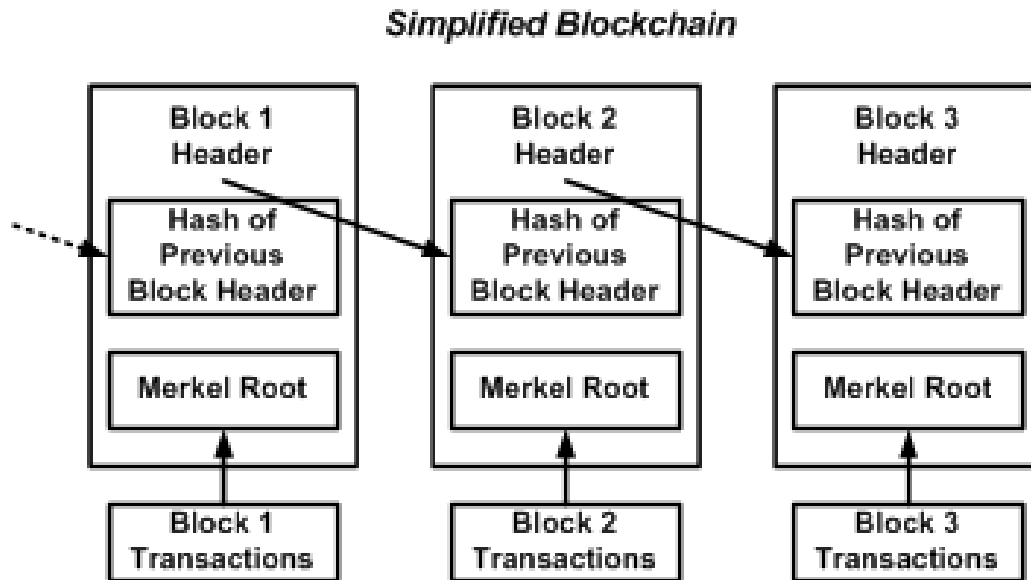 Simplified Blockchain
Block 1
Header
Hash of
Previous
Block Header
Merkel Root
Block 1
Transactions
Block 2
Header
Hash of
Previous
Block Header
Merkel Root
Block 2
Transactions
Block 3
Header
Hash of
Previous
Block Header
Merkel Root
Block 3
Transactions